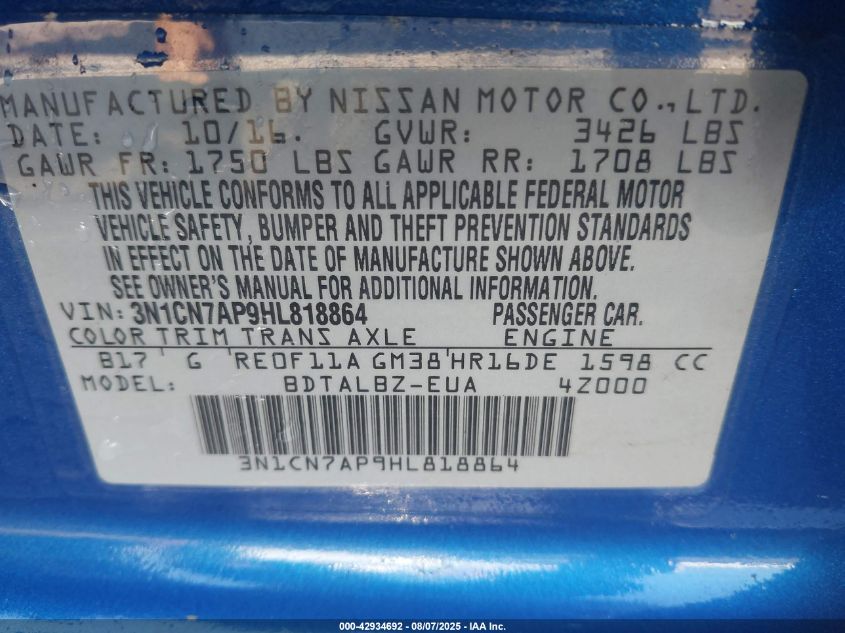 MANUFACTURED BY NISSAN MOTOR CO., LTD.
DATE: 10/16. GVWR: 3426 LBS
GAWR FR: 1750 LBS GAWR RR: 1708 LBS
THIS VEHICLE CONFORMS TO ALL APPLICABLE FEDERAL MOTOR
VEHICLE SAFETY, BUMPER AND THEFT PREVENTION STANDARDS
IN EFFECT ON THE DATE OF MANUFACTURE SHOWN ABOVE.
SEE OWNER'S MANUAL FOR ADDITIONAL INFORMATION.
VIN: 3N1CN7AP9HL818864 PASSENGER CAR.
COLOR TRIM TRANS AXLE ENGINE
B17 G RE0F11A GM38 HR16DE 1598 CC
MODEL: BDTALBZ-EUA 4Z000
3N1CN7AP9HL818864
000-42934692 - 08/07/2025 - IAA Inc.